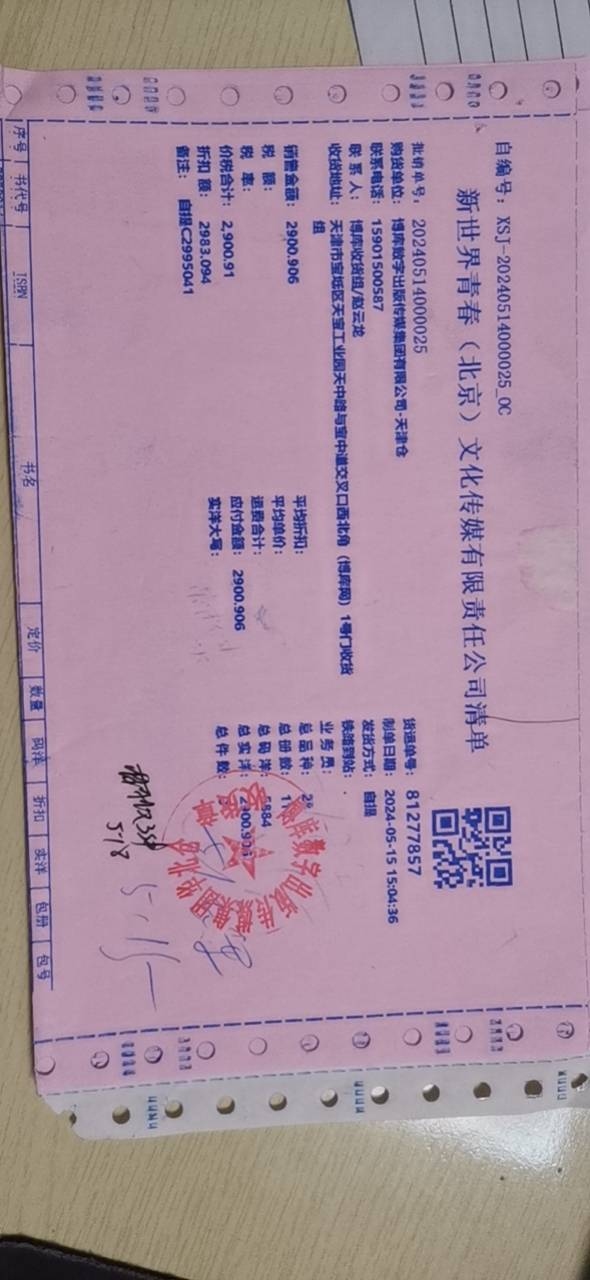 自编号：XSJ-20240514000025_0C
新世界青春（北京）文化传媒有限责任公司清单
批销单号：20240514000025
货运单号：81277857
购货单位：博库数字出版传媒集团有限公司-天津仓
制单日期：2024-05-15 15:04:36
联系电话：15901500587
发货方式：自提
联系人：博库收货组/赵云龙
铁路到站：
收货地址：天津市宝坻区天宝工业园天中路与宝中道交叉口西北角（博库网）1号门收货组
业务员：
销售金额：2900.906
平均折扣：
总品种：
税额：
平均单价：
总册数：
税率：
运费合计：
总码洋：5884
价税合计：2,900.91
应付金额：2900.906
总实洋：2900.906
折扣额：2983.094
实洋大写：
总件数：
备注：自提C2995041
序号 书代号 ISBN 书名 定价 数量 码洋 折扣 实洋 包册 包号
5.18
5.15